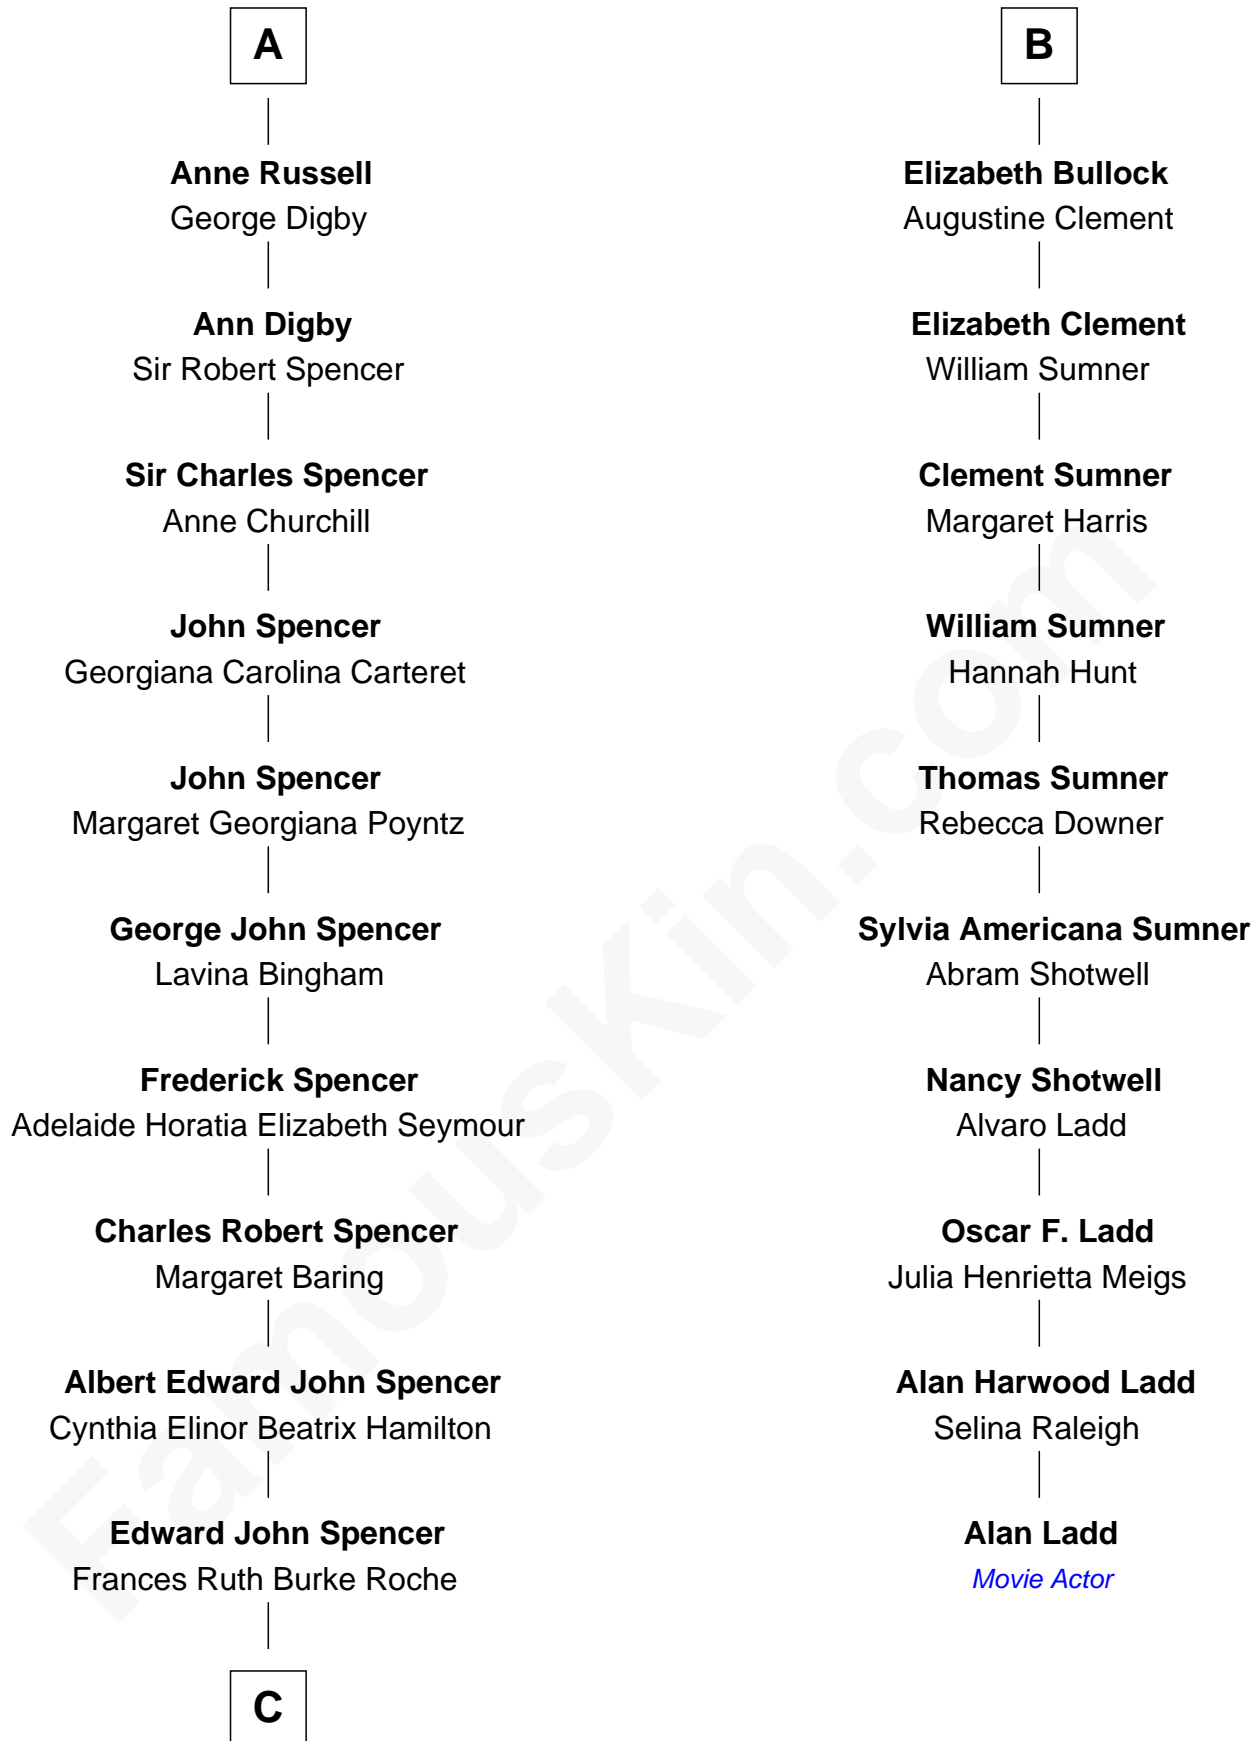 A
Anne Russell
George Digby
Ann Digby
Sir Robert Spencer
Sir Charles Spencer
Anne Churchill
John Spencer
Georgiana Carolina Carteret
John Spencer
Margaret Georgiana Poyntz
George John Spencer
Lavina Bingham
Frederick Spencer
Adelaide Horatia Elizabeth Seymour
Charles Robert Spencer
Margaret Baring
Albert Edward John Spencer
Cynthia Elinor Beatrix Hamilton
Edward John Spencer
Frances Ruth Burke Roche
C
B
Elizabeth Bullock
Augustine Clement
Elizabeth Clement
William Sumner
Clement Sumner
Margaret Harris
William Sumner
Hannah Hunt
Thomas Sumner
Rebecca Downer
Sylvia Americana Sumner
Abram Shotwell
Nancy Shotwell
Alvaro Ladd
Oscar F. Ladd
Julia Henrietta Meigs
Alan Harwood Ladd
Selina Raleigh
Alan Ladd
Movie Actor
FamousKin.com